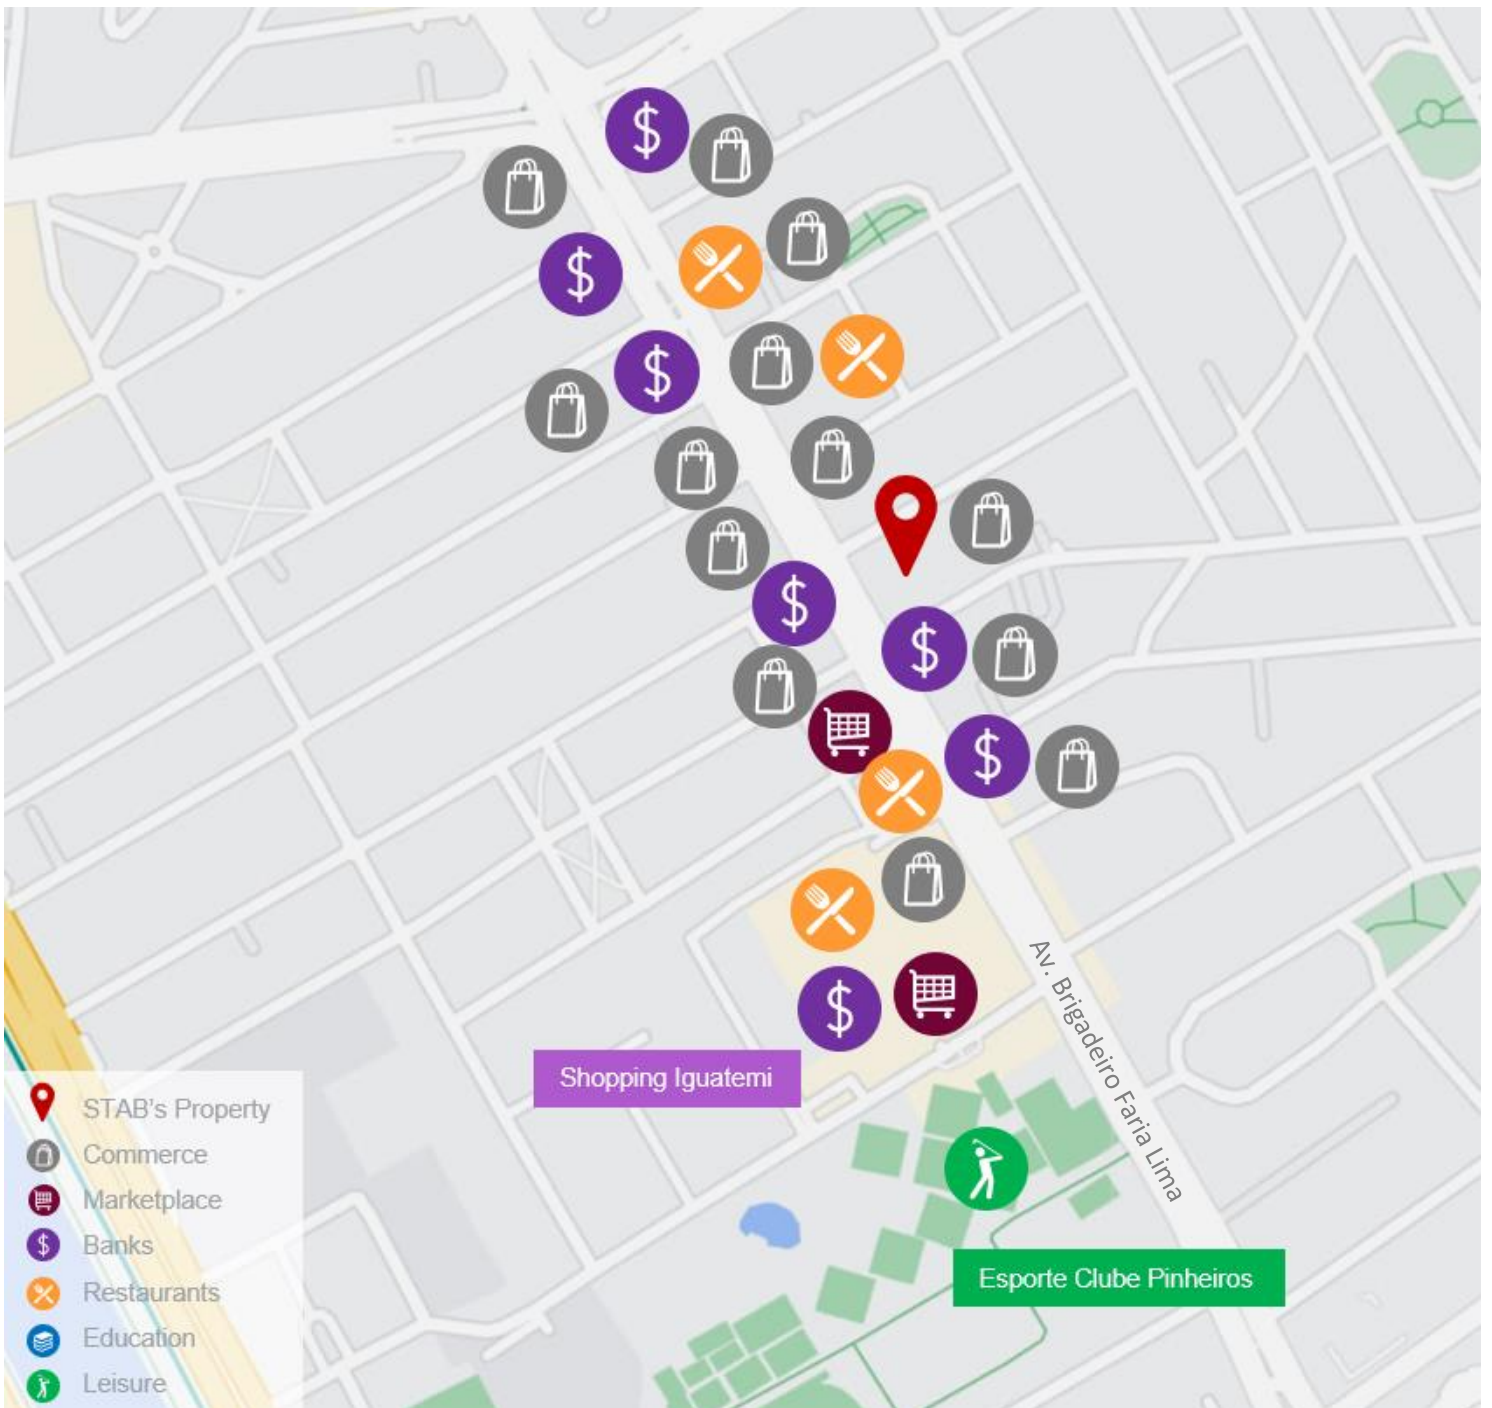 Av. Brigadeiro Faria Lima
Shopping Iguatemi
Esporte Clube Pinheiros
STAB's Property
Commerce
Marketplace
Banks
Restaurants
Education
Leisure